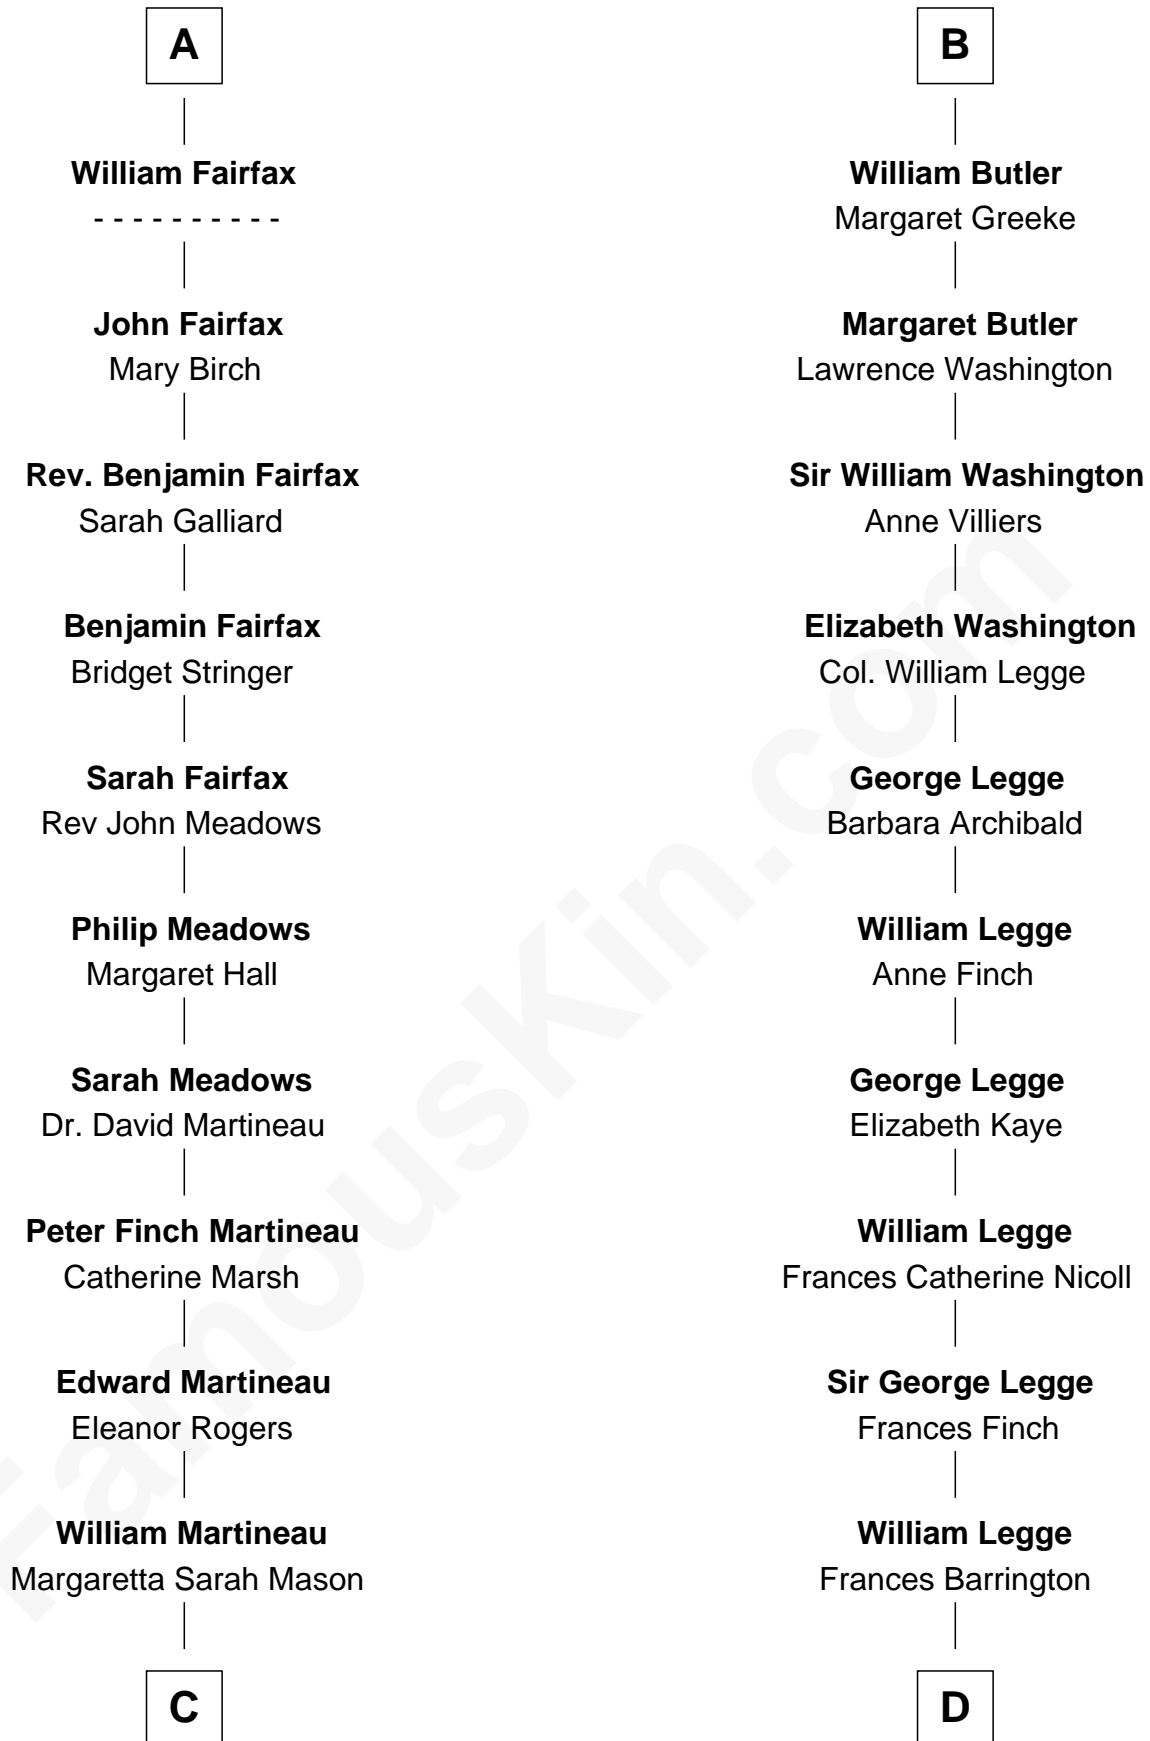 A
William Fairfax
- - - - - - - - - -
John Fairfax
Mary Birch
Rev. Benjamin Fairfax
Sarah Galliard
Benjamin Fairfax
Bridget Stringer
Sarah Fairfax
Rev John Meadows
Philip Meadows
Margaret Hall
Sarah Meadows
Dr. David Martineau
Peter Finch Martineau
Catherine Marsh
Edward Martineau
Eleanor Rogers
William Martineau
Margaretta Sarah Mason
C
B
William Butler
Margaret Greeke
Margaret Butler
Lawrence Washington
Sir William Washington
Anne Villiers
Elizabeth Washington
Col. William Legge
George Legge
Barbara Archibald
William Legge
Anne Finch
George Legge
Elizabeth Kaye
William Legge
Frances Catherine Nicoll
Sir George Legge
Frances Finch
William Legge
Frances Barrington
D
FamousKin.com